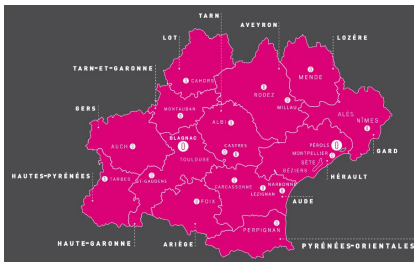 TARN
AVEYRON
LOT
LOZÈRE
TARN-ET-GARONNE
CAHORS
MENDE
RODEZ
GERS
MONTAUBAN
MILLAU
ALÈS
ALBI
NÎMES
BLAGNAC
AUCH
CASTRES
PÉROLS
TOULOUSE
MONTPELLIER
GARD
SÈTE
HAUTES-PYRÉNÉES
BÉZIERS
HÉRAULT
TARBES
ST-GAUDENS
CARCASSONNE
NARBONNE
LEZIGNAN
FOIX
AUDE
PERPIGNAN
HAUTE-GARONNE
ARIÈGE
PYRÉNÉES-ORIENTALES